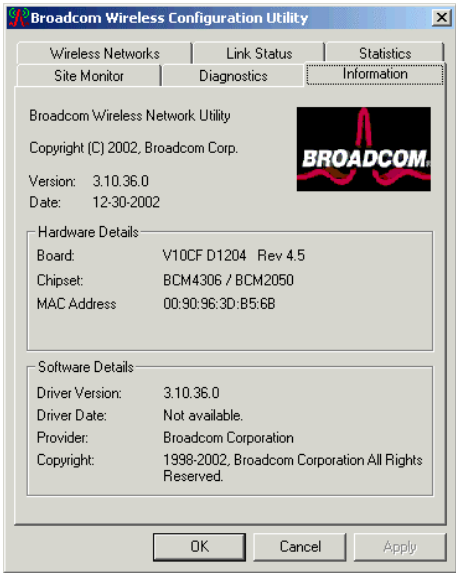 Broadcom Wireless Configuration Utility
Wireless Networks
Link Status
Statistics
Site Monitor
Diagnostics
Information
Broadcom Wireless Network Utility
Copyright (C) 2002, Broadcom Corp.
BROADCOM.
Version: 3.10.36.0
Date: 12-30-2002
Hardware Details
Board: V10CF D1204 Rev 4.5
Chipset: BCM4306 / BCM2050
MAC Address 00:90:96:3D:B5:6B
Software Details
Driver Version: 3.10.36.0
Driver Date: Not available.
Provider: Broadcom Corporation
Copyright: 1998-2002, Broadcom Corporation All Rights
Reserved.
OK
Cancel
Apply